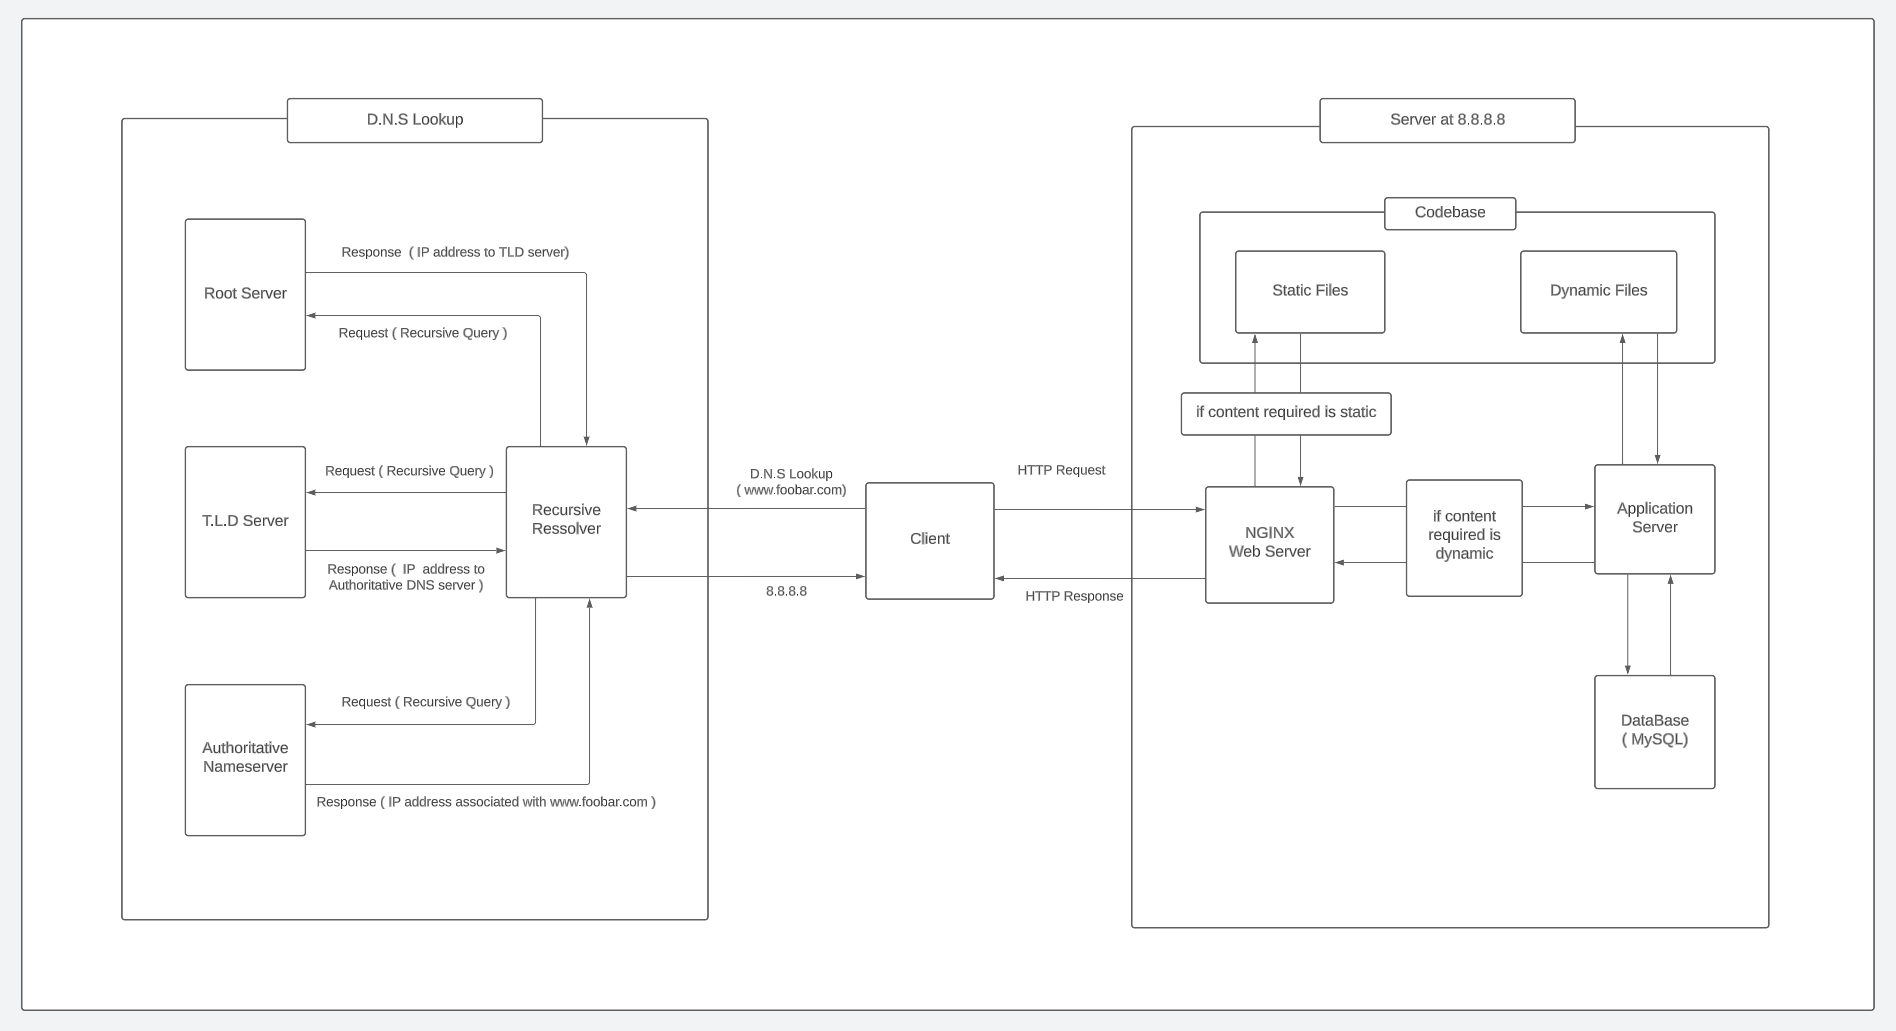 D.N.S Lookup
Root Server
Response  ( IP address to TLD server)
Request ( Recursive Query )
T.L.D Server
Request ( Recursive Query )
Response (  IP  address to
Authoritative DNS server )
Recursive
Ressolver
Authoritative
Nameserver
Request ( Recursive Query )
Response ( IP address associated with www.foobar.com )
D.N.S Lookup
( www.foobar.com)
8.8.8.8
Client
HTTP Request
HTTP Response
Server at 8.8.8.8
Codebase
Static Files
Dynamic Files
if content required is static
NGINX
Web Server
if content
required is
dynamic
Application
Server
DataBase
( MySQL)